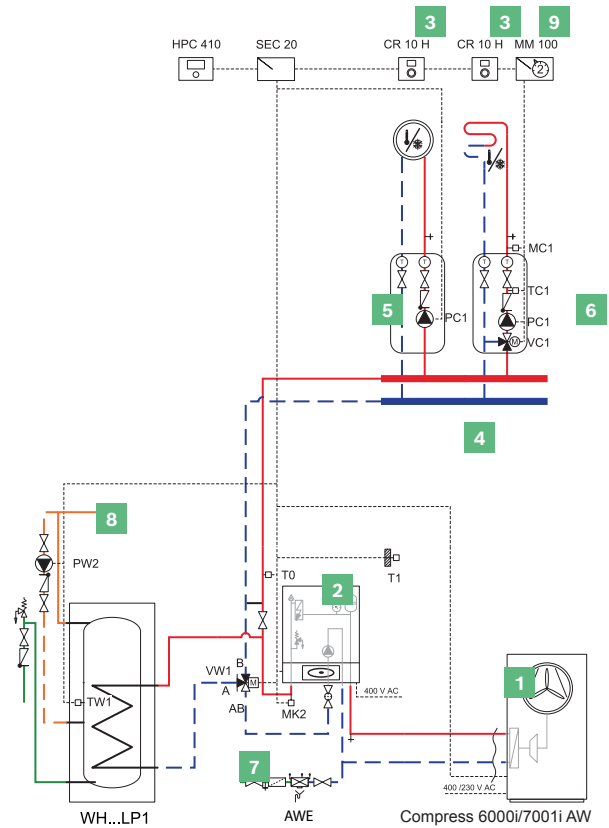 3 3 9
HPC 410 SEC 20 CR 10 H CR 10 H MM 100
2
MC1
T T T T
TC1
5 6
PC1 PC1
M VC1
4
8
PW2
T0 T1
2
B
VW1 M
A
TW1
AB
MK2
400 V AC
1
7
400 /230 V AC
WH...LP1 AWE Compress 6000i/7001i AW